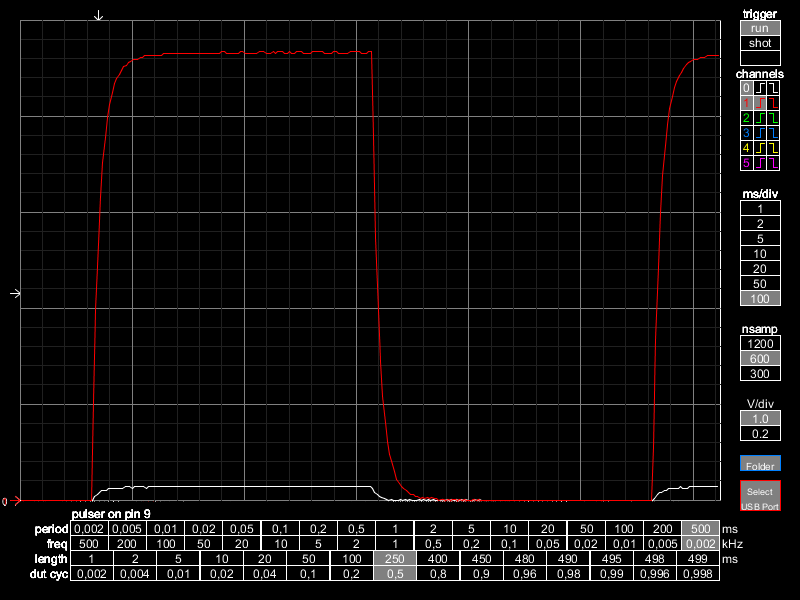 trigger
run
shot
channels
0
1
2
3
4
5
ms/div
1
2
5
10
20
50
100
nsamp
1200
600
300
V/div
1.0
0.2
Folder
Select
USB Port
0
pulser on pin 9
period 0,002 0,005 0,01 0,02 0,05 0,1 0,2 0,5 1 2 5 10 20 50 100 200 500 ms
freq 500 200 100 50 20 10 5 2 1 0,5 0,2 0,1 0,05 0,02 0,01 0,005 0,002 kHz
length 1 2 5 10 20 50 100 250 400 450 480 490 495 498 499 ms
dut cyc 0,002 0,004 0,01 0,02 0,04 0,1 0,2 0,5 0,8 0,9 0,96 0,98 0,99 0,996 0,998